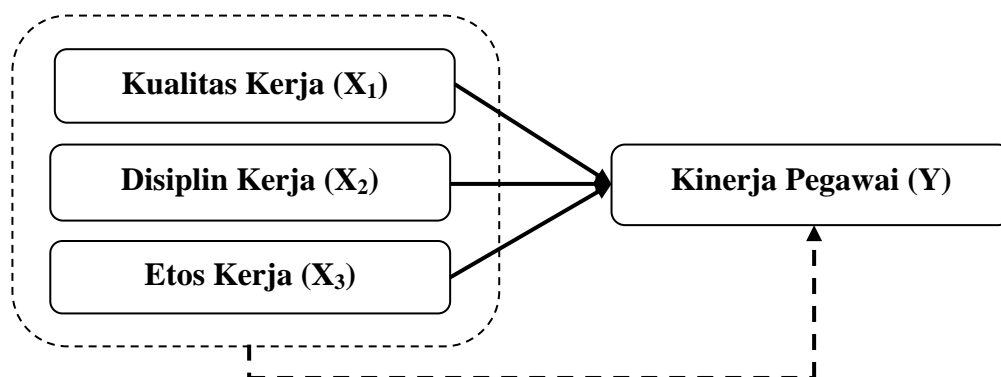 Kualitas Kerja (X₁)
Disiplin Kerja (X₂)
Kinerja Pegawai (Y)
Etos Kerja (X₃)